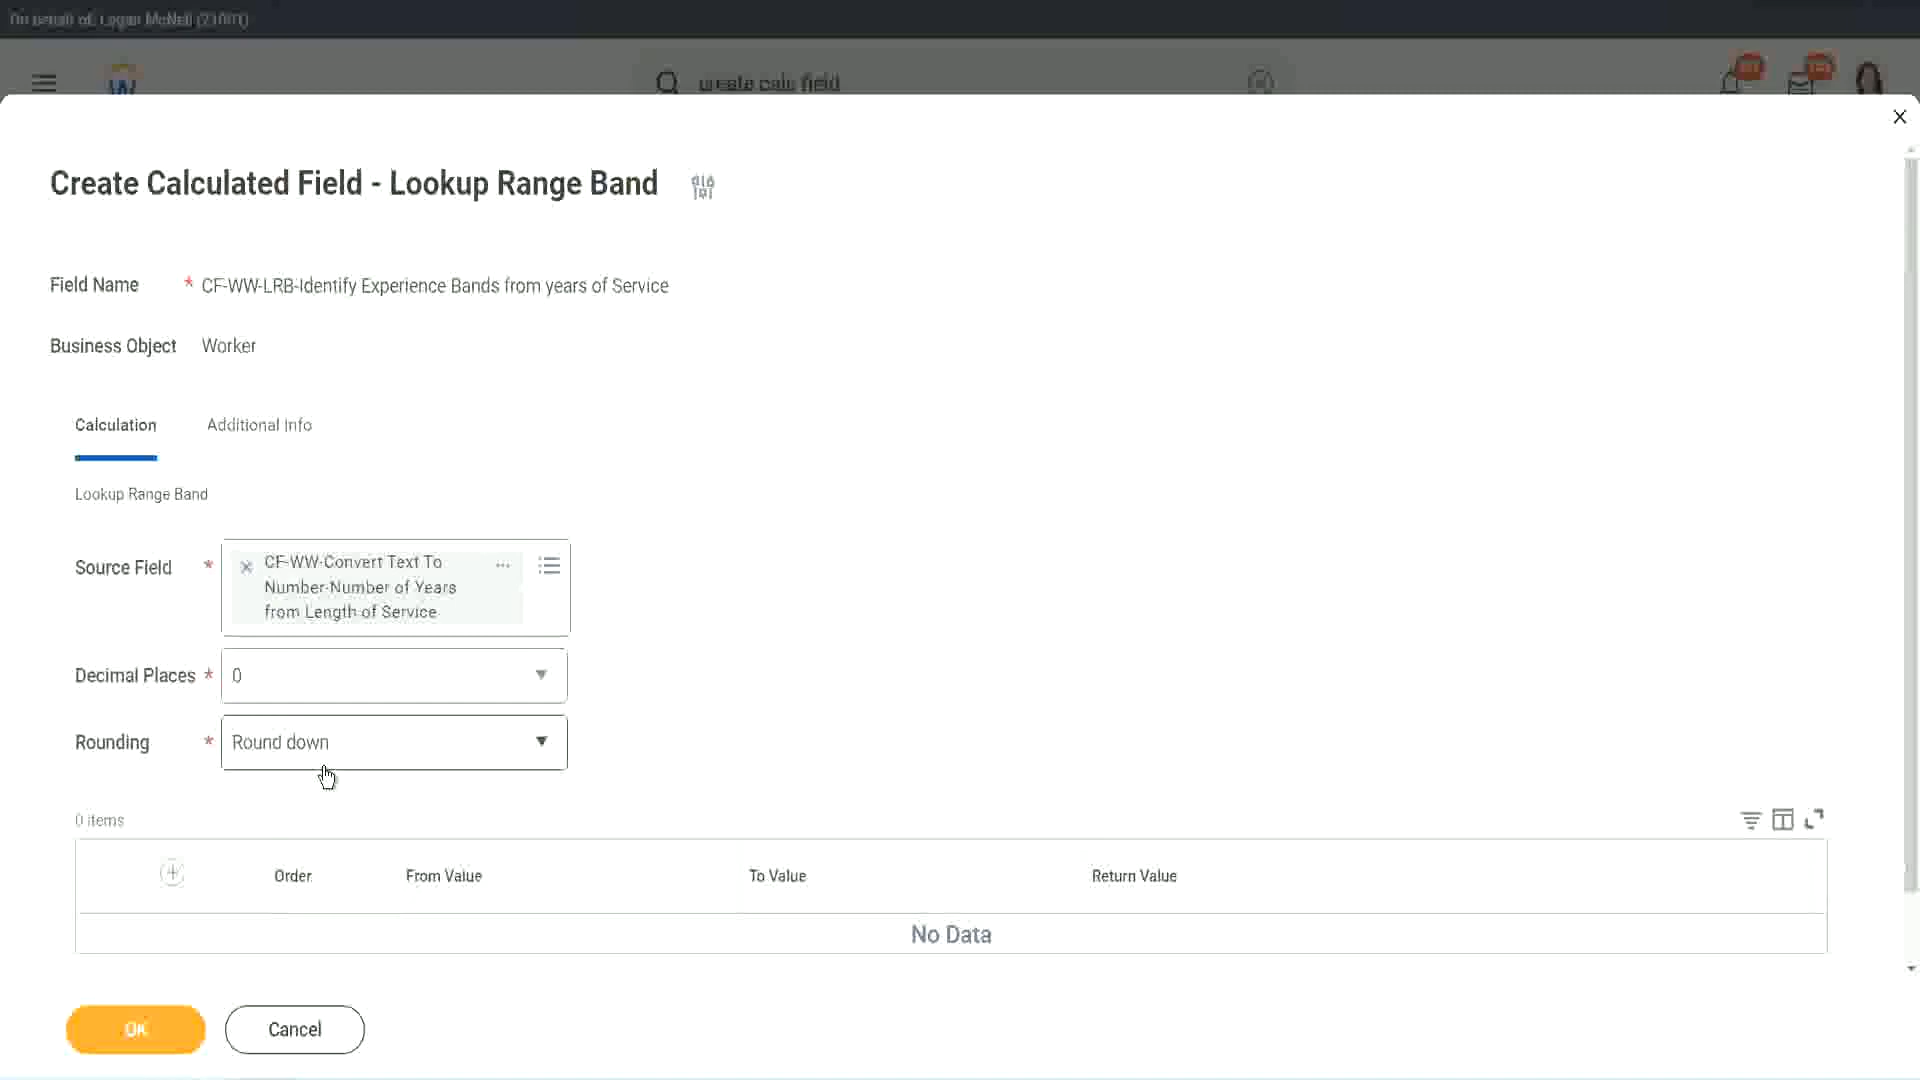 On behalf of: Logan McNeil (21001)
create calc field
Create Calculated Field - Lookup Range Band
Field Name * CF-WW-LRB-Identify Experience Bands from years of Service
Business Object Worker
Calculation Additional Info
Lookup Range Band
Source Field * CF-WW-Convert Text To
Number-Number of Years
from Length of Service
Decimal Places * 0
Rounding * Round down
0 items
Order From Value To Value Return Value
No Data
OK Cancel